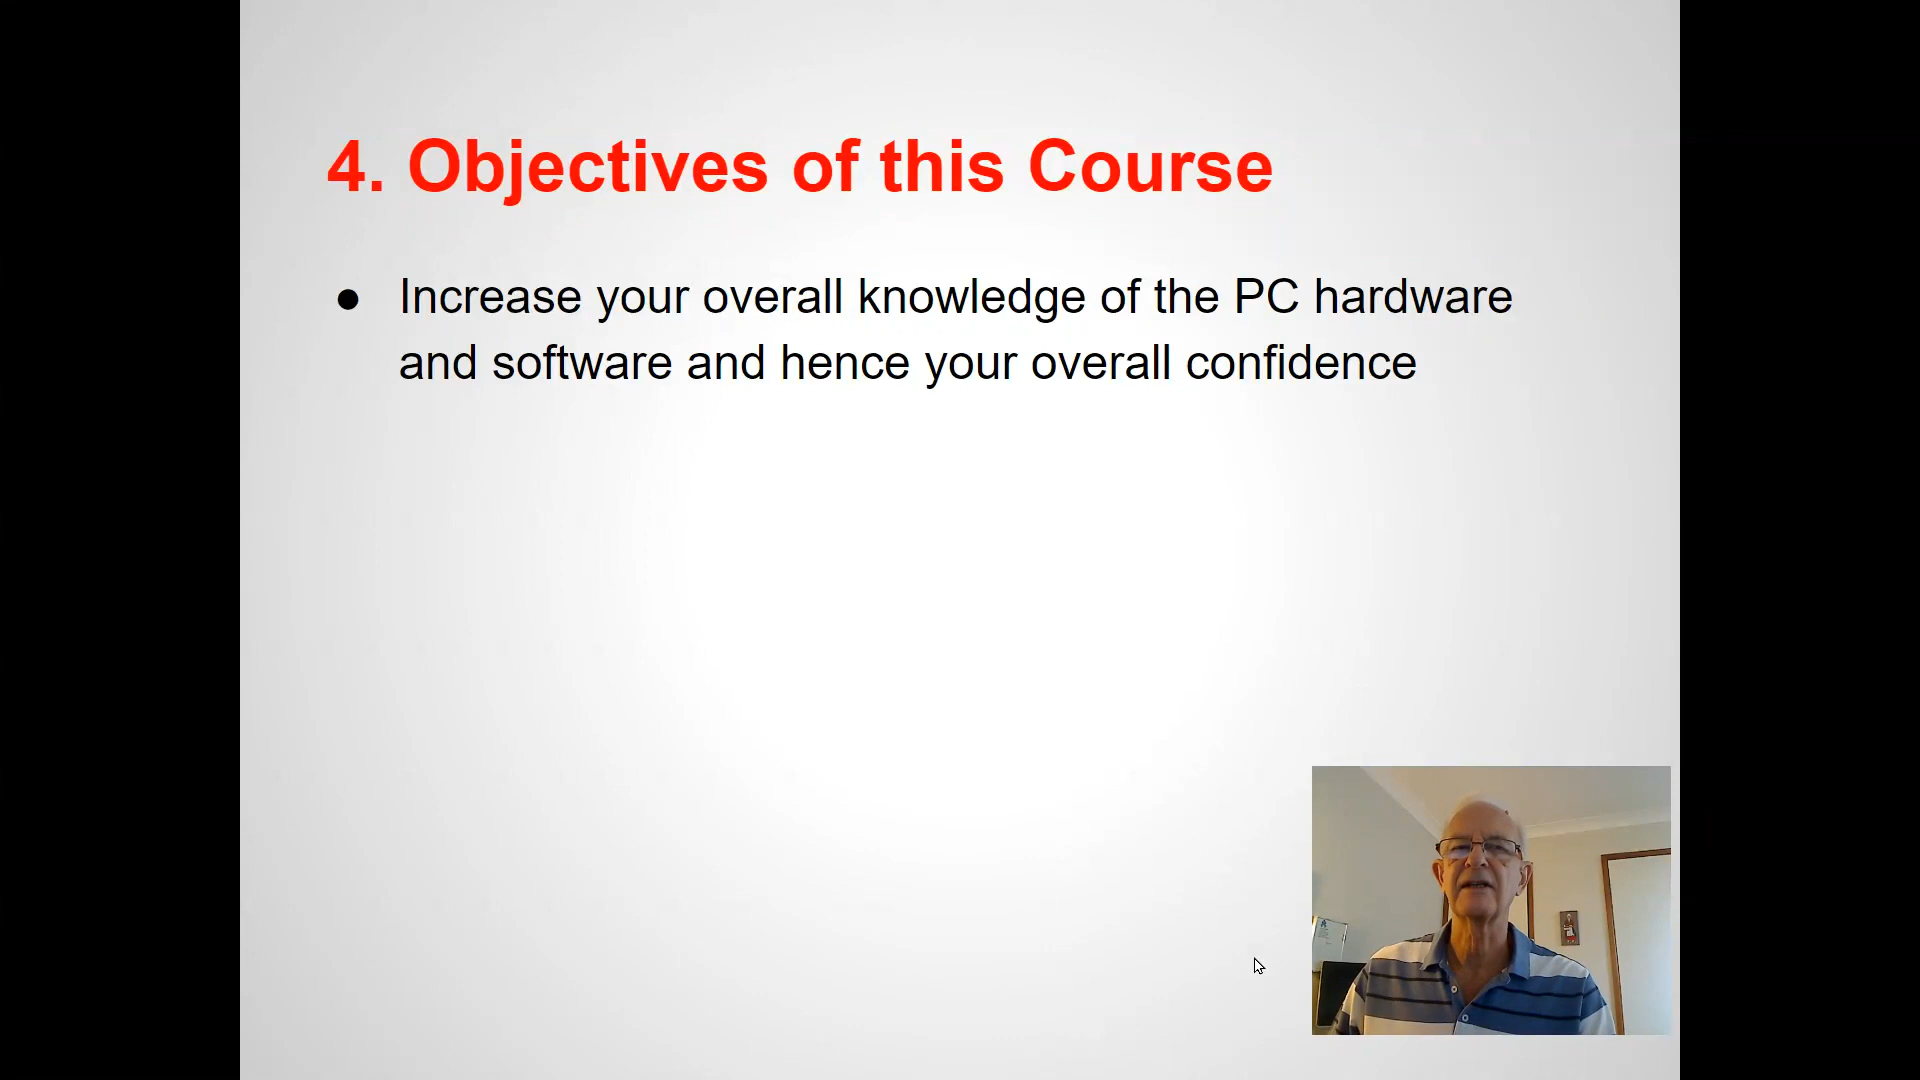 4. Objectives of this Course
● Increase your overall knowledge of the PC hardware
and software and hence your overall confidence